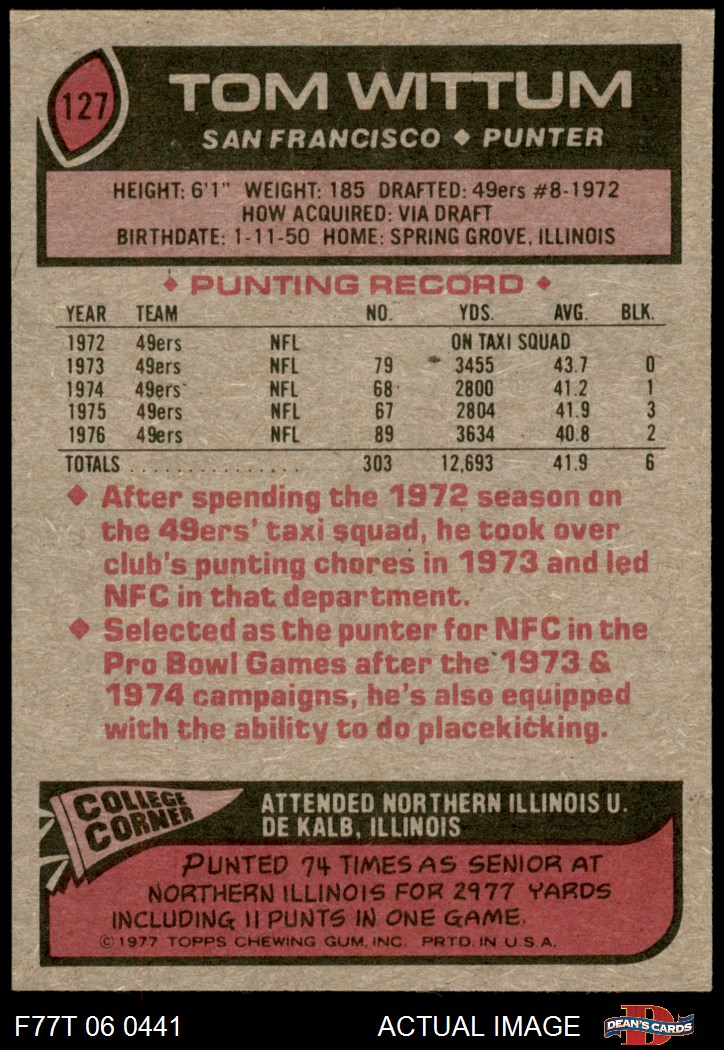 127
TOM WITTUM
SAN FRANCISCO ◆ PUNTER
HEIGHT: 6'1" WEIGHT: 185 DRAFTED: 49ers #8-1972
HOW ACQUIRED: VIA DRAFT
BIRTHDATE: 1-11-50 HOME: SPRING GROVE, ILLINOIS
◆ PUNTING RECORD ◆
YEAR TEAM NO. YDS. AVG. BLK.
1972 49ers NFL ON TAXI SQUAD
1973 49ers NFL 79 3455 43.7 0
1974 49ers NFL 68 2800 41.2 1
1975 49ers NFL 67 2804 41.9 3
1976 49ers NFL 89 3634 40.8 2
TOTALS . . . . . . . . . . . . . . . 303 12,693 41.9 6
◆ After spending the 1972 season on
the 49ers' taxi squad, he took over
club's punting chores in 1973 and led
NFC in that department.
◆ Selected as the punter for NFC in the
Pro Bowl Games after the 1973 &
1974 campaigns, he's also equipped
with the ability to do placekicking.
COLLEGE
CORNER
ATTENDED NORTHERN ILLINOIS U.
DE KALB, ILLINOIS
PUNTED 74 TIMES AS SENIOR AT
NORTHERN ILLINOIS FOR 2977 YARDS
INCLUDING 11 PUNTS IN ONE GAME.
© 1977 TOPPS CHEWING GUM, INC. PRTD. IN U.S.A.
F77T 06 0441 ACTUAL IMAGE
D
DEAN'S CARDS